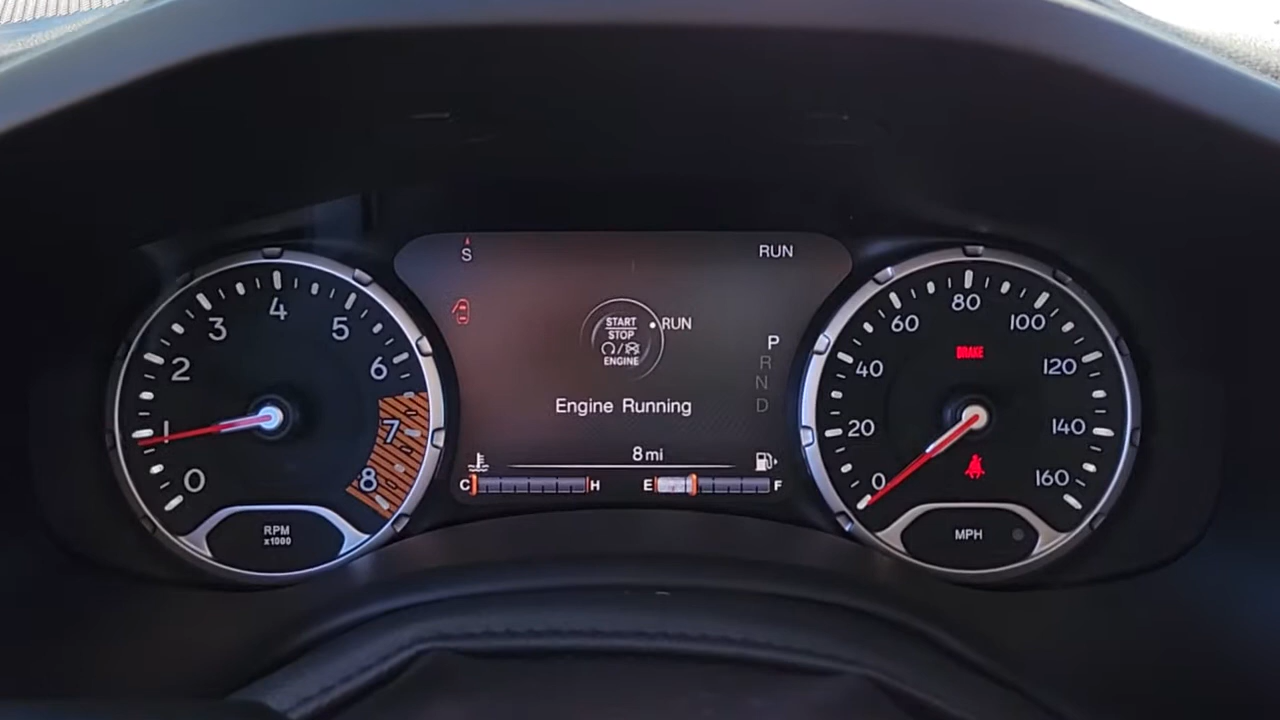 0
1
2
3
4
5
6
7
8
RPM
x1000
S
RUN
START
STOP
ENGINE
RUN
Engine Running
P
R
N
D
8 mi
C H
E F
0
20
40
60
80
100
120
140
160
BRAKE
MPH